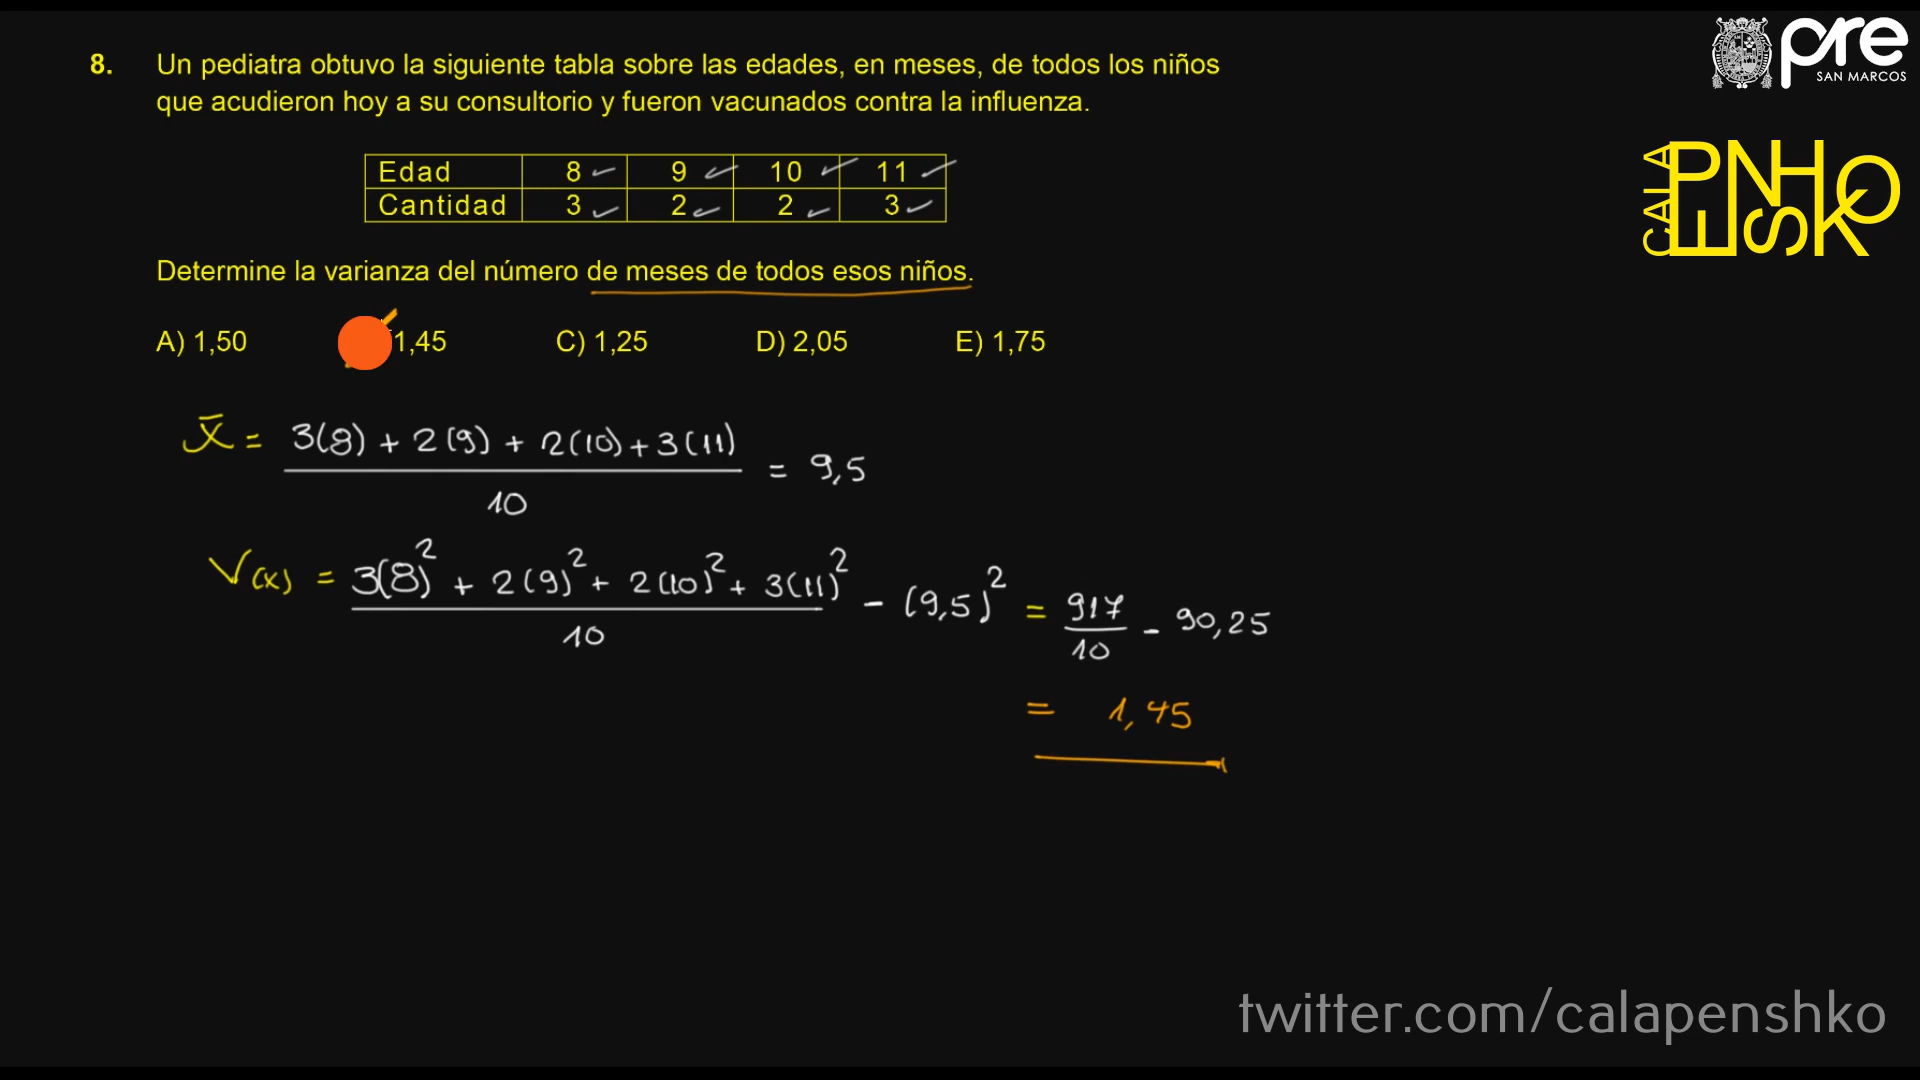 pre
SAN MARCOS
8. Un pediatra obtuvo la siguiente tabla sobre las edades, en meses, de todos los niños
que acudieron hoy a su consultorio y fueron vacunados contra la influenza.
CALA
PENSHKO
Edad 8 9 10 11
Cantidad 3 2 2 3
Determine la varianza del número de meses de todos esos niños.
A) 1,50 1,45 C) 1,25 D) 2,05 E) 1,75
x̄ = 3(8) + 2(9) + 2(10) + 3(11) / 10 = 9,5
V(x) = 3(8)² + 2(9)² + 2(10)² + 3(11)² / 10 - (9,5)² = 917/10 - 90,25
= 1,45
twitter.com/calapenshko